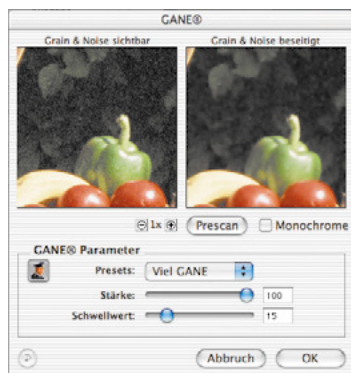 GANE®
Grain & Noise sichtbar
Grain & Noise beseitigt
1x
Prescan
Monochrome
GANE® Parameter
Presets: Viel GANE
Stärke: 100
Schwellwert: 15
Abbruch
OK